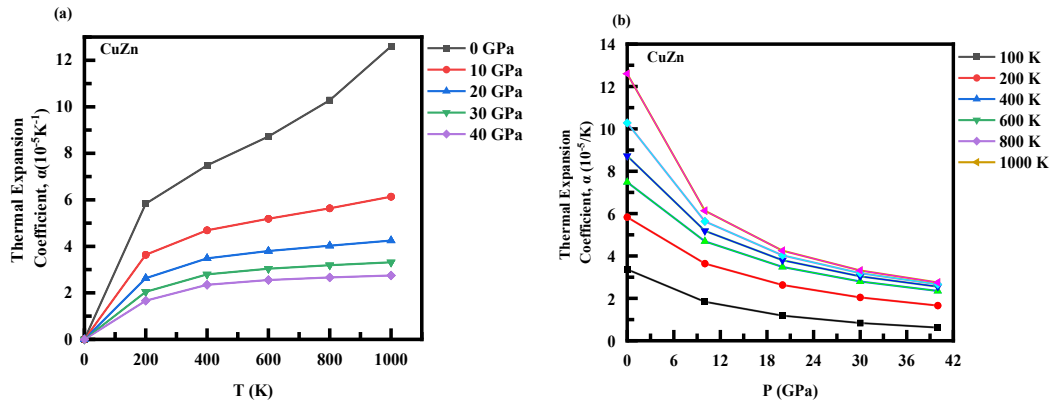 (a)
CuZn
12
10
8
6
4
2
0
0 200 400 600 800 1000
T (K)
Thermal Expansion
Coefficient, α(10⁻⁵K⁻¹)
0 GPa
10 GPa
20 GPa
30 GPa
40 GPa
(b)
CuZn
14
12
10
8
6
4
2
0
0 6 12 18 24 30 36 42
P (GPa)
Thermal Expansion
Coefficient, α (10⁻⁵/K)
100 K
200 K
400 K
600 K
800 K
1000 K